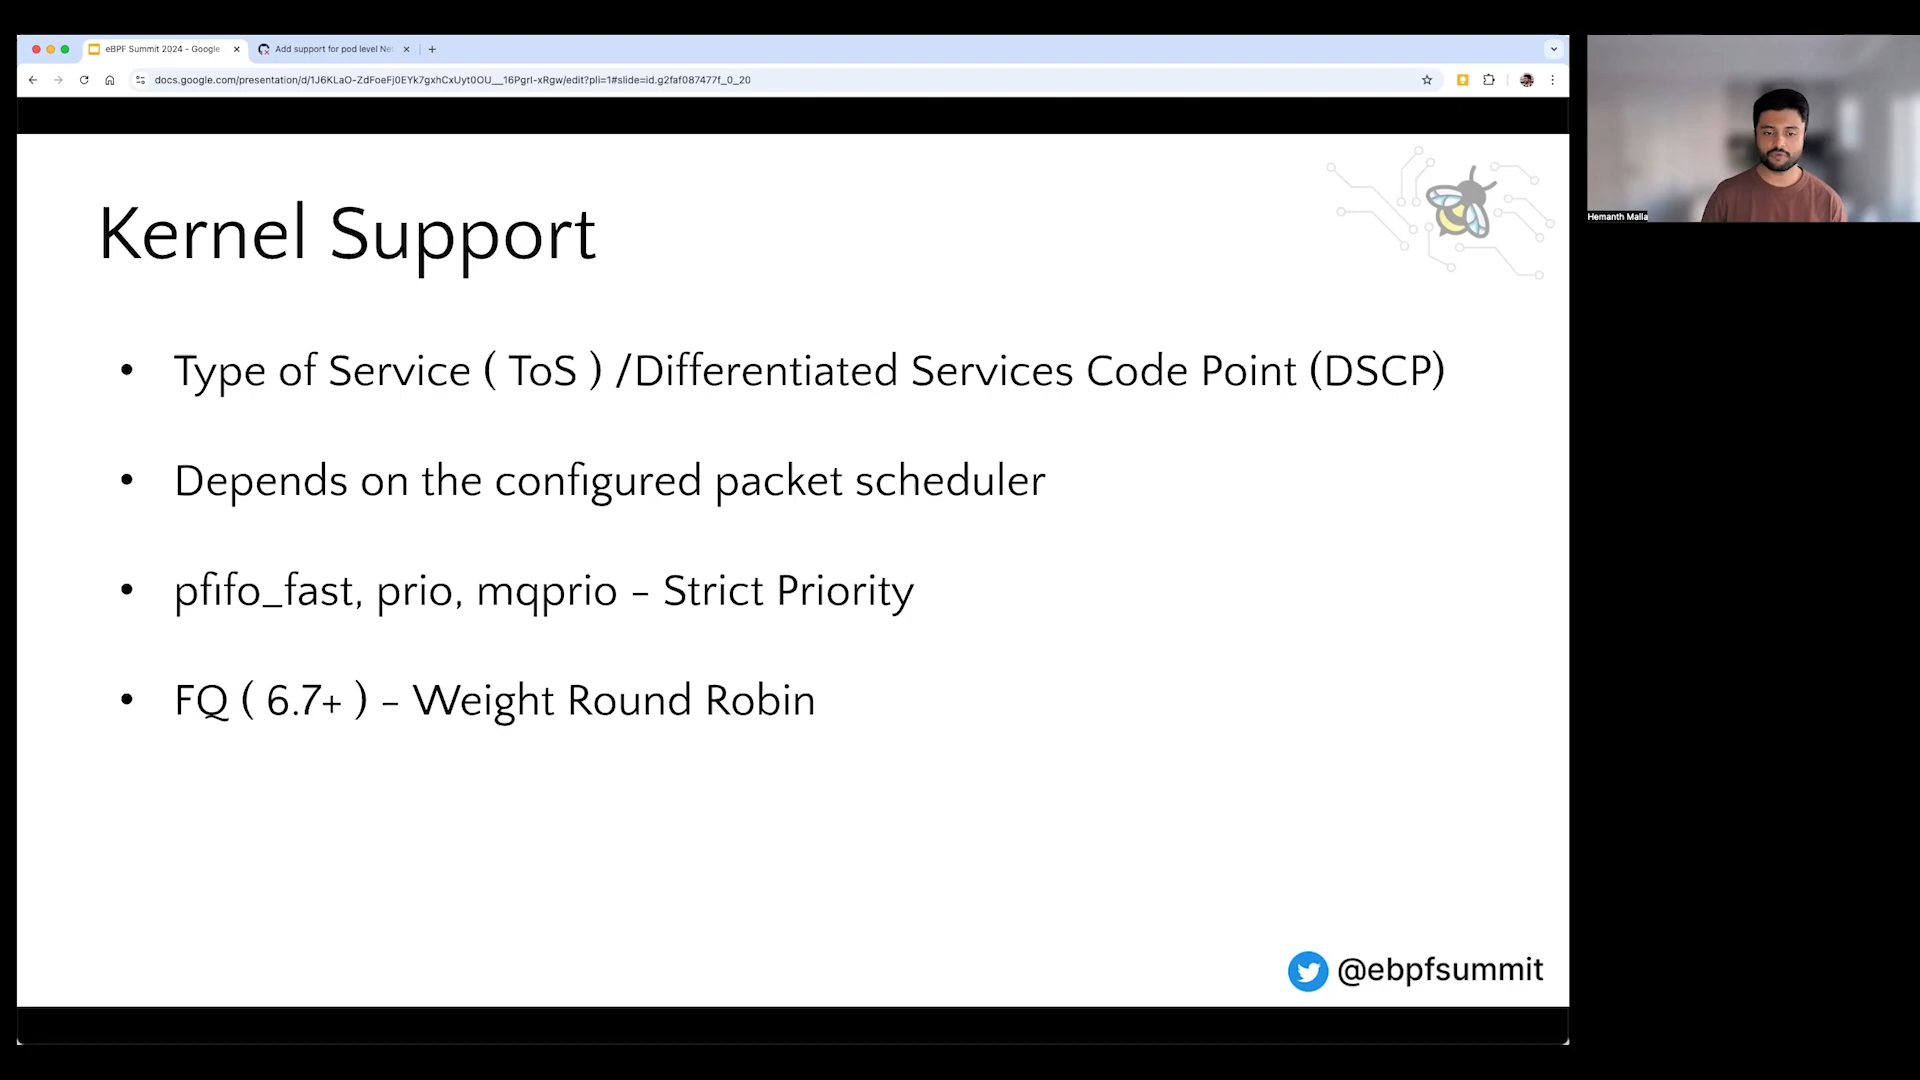 eBPF Summit 2024 - Google
Add support for pod level Net
docs.google.com/presentation/d/1J6KLaO-ZdFoeFj0EYk7gxhCxUyt0OU__16PgrI-xRgw/edit?pli=1#slide=id.g2faf087477f_0_20
Hemanth Malla
Kernel Support
• Type of Service ( ToS ) /Differentiated Services Code Point (DSCP)
• Depends on the configured packet scheduler
• pfifo_fast, prio, mqprio – Strict Priority
• FQ ( 6.7+ ) – Weight Round Robin
@ebpfsummit